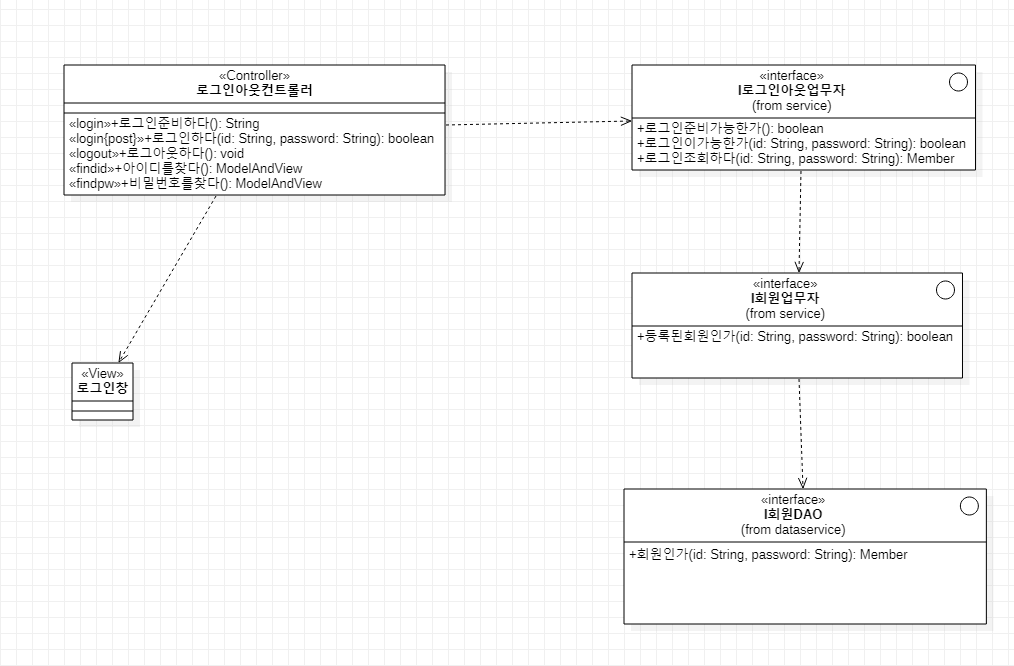 «Controller»
로그인아웃컨트롤러
«login»+로그인준비하다(): String
«login{post}»+로그인하다(id: String, password: String): boolean
«logout»+로그아웃하다(): void
«findid»+아이디를찾다(): ModelAndView
«findpw»+비밀번호를찾다(): ModelAndView
«interface»
I로그인아웃업무자
(from service)
+로그인준비가능한가(): boolean
+로그인이가능한가(id: String, password: String): boolean
+로그인조회하다(id: String, password: String): Member
«interface»
I회원업무자
(from service)
+등록된회원인가(id: String, password: String): boolean
«View»
로그인창
«interface»
I회원DAO
(from dataservice)
+회원인가(id: String, password: String): Member